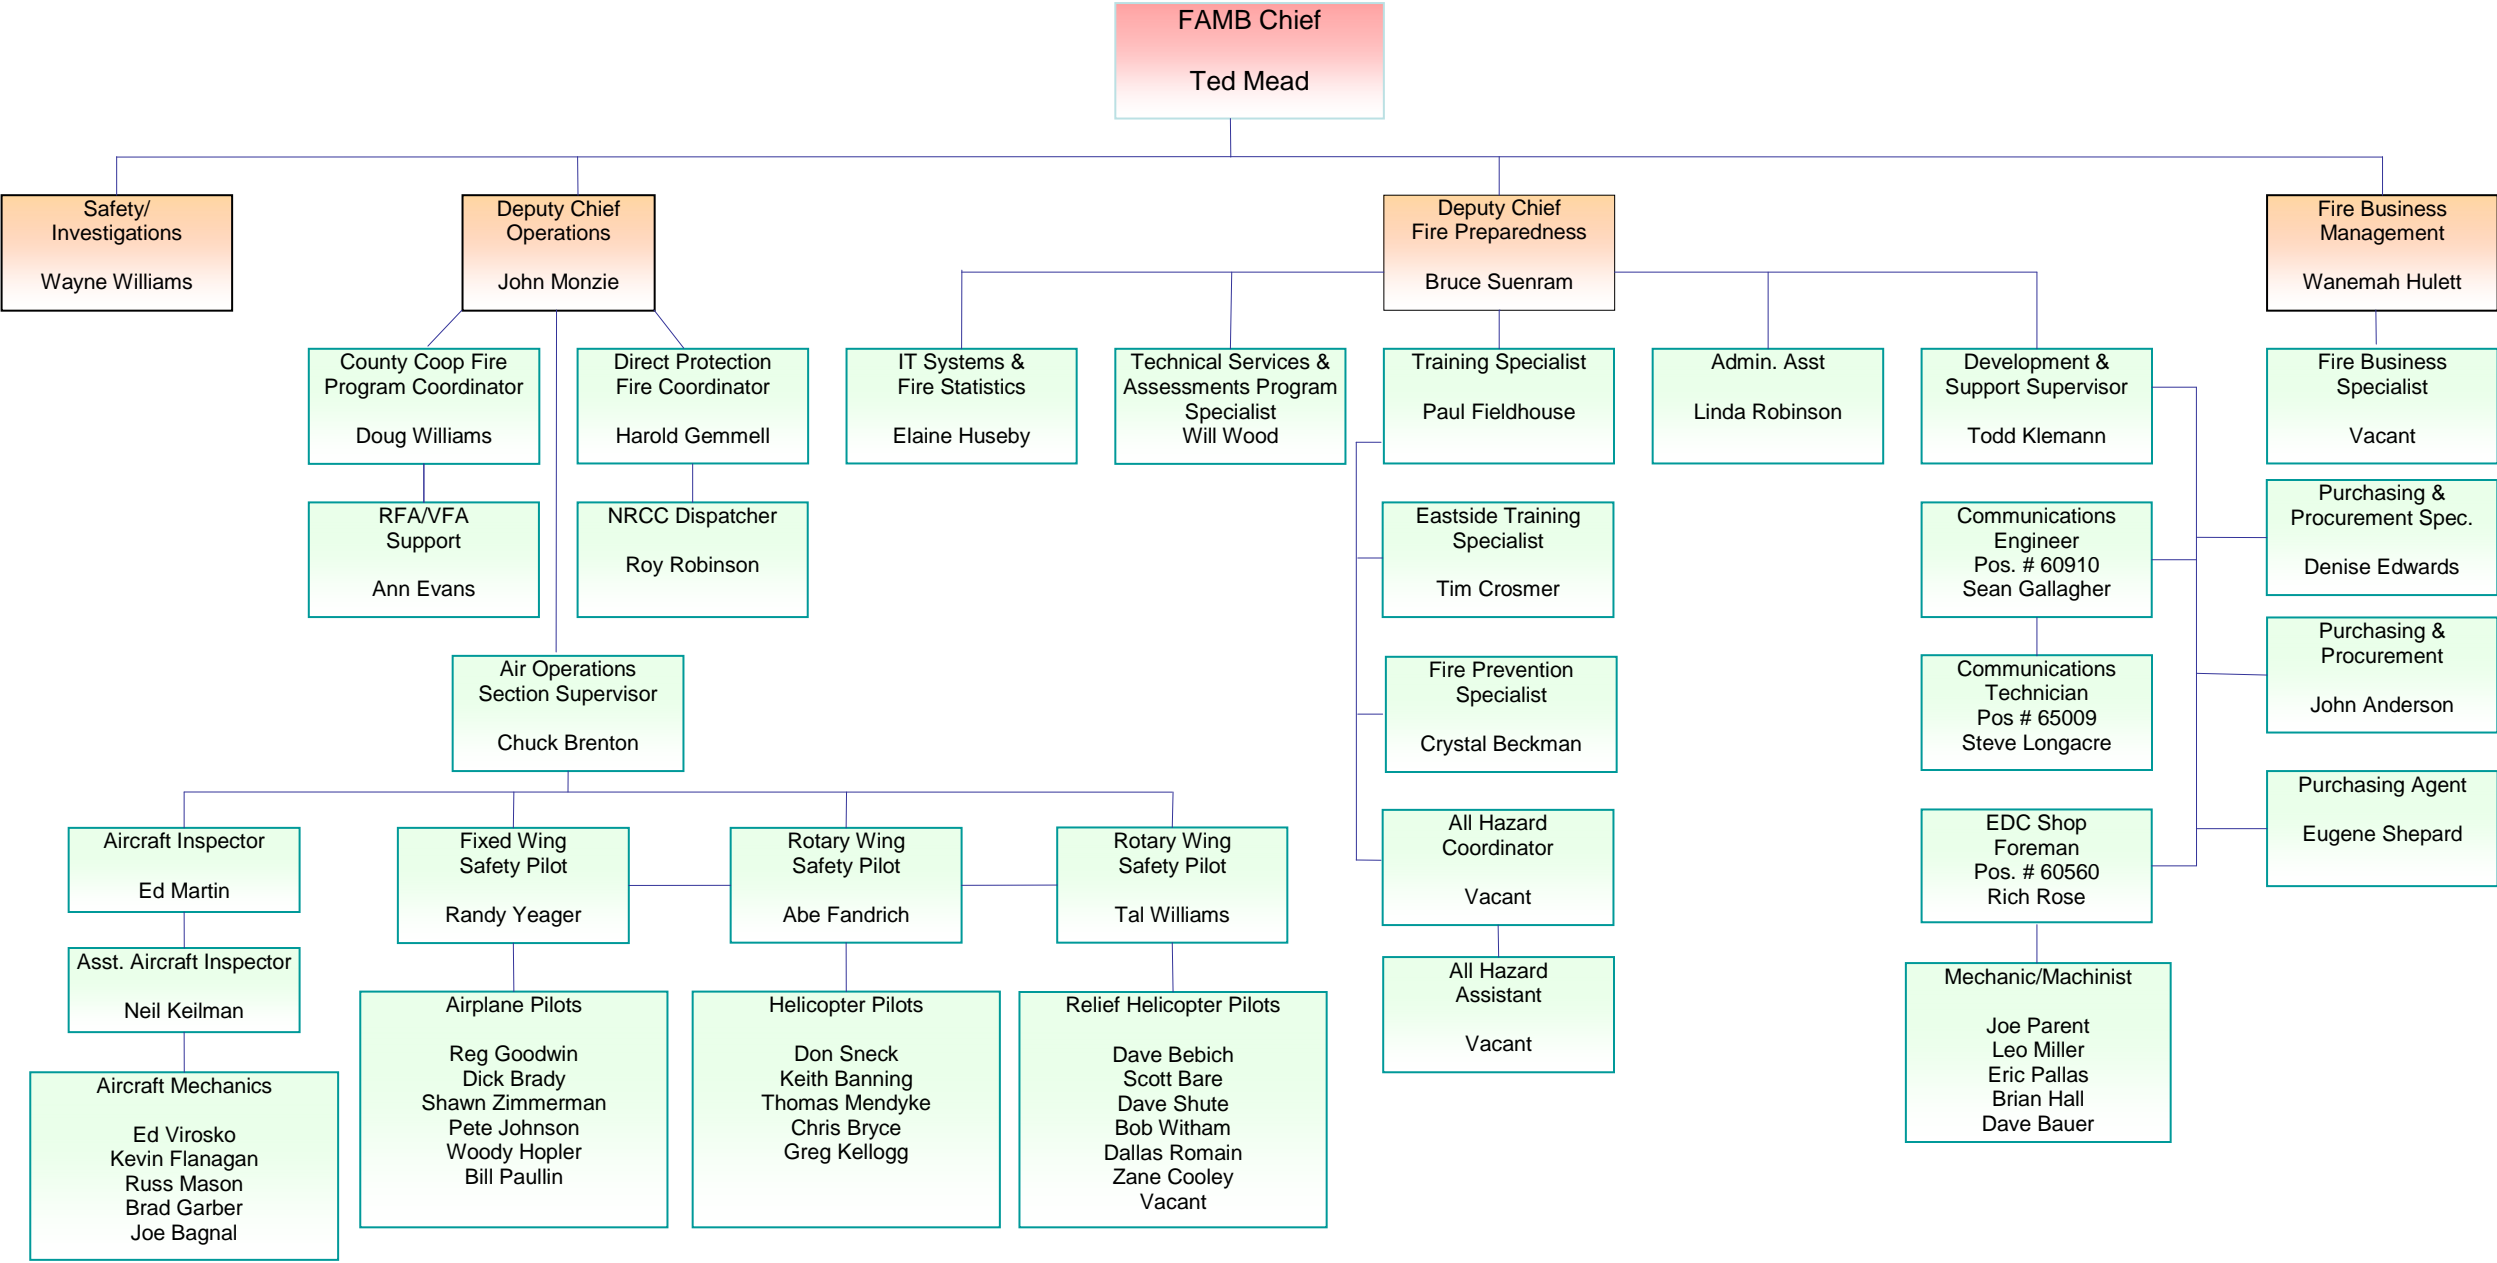 FAMB Chief
Ted Mead
Safety/
Investigations
Wayne Williams
Deputy Chief
Operations
John Monzie
Deputy Chief
Fire Preparedness
Bruce Suenram
Fire Business
Management
Wanemah Hulett
County Coop Fire
Program Coordinator
Doug Williams
Direct Protection
Fire Coordinator
Harold Gemmell
IT Systems &
Fire Statistics
Elaine Huseby
Technical Services &
Assessments Program
Specialist
Will Wood
Training Specialist
Paul Fieldhouse
Admin. Asst
Linda Robinson
Development &
Support Supervisor
Todd Klemann
Fire Business
Specialist
Vacant
RFA/VFA
Support
Ann Evans
NRCC Dispatcher
Roy Robinson
Eastside Training
Specialist
Tim Crosmer
Communications
Engineer
Pos. # 60910
Sean Gallagher
Purchasing &
Procurement Spec.
Denise Edwards
Air Operations
Section Supervisor
Chuck Brenton
Fire Prevention
Specialist
Crystal Beckman
Communications
Technician
Pos # 65009
Steve Longacre
Purchasing &
Procurement
John Anderson
Aircraft Inspector
Ed Martin
Fixed Wing
Safety Pilot
Randy Yeager
Rotary Wing
Safety Pilot
Abe Fandrich
Rotary Wing
Safety Pilot
Tal Williams
All Hazard
Coordinator
Vacant
EDC Shop
Foreman
Pos. # 60560
Rich Rose
Purchasing Agent
Eugene Shepard
Asst. Aircraft Inspector
Neil Keilman
Airplane Pilots
Reg Goodwin
Dick Brady
Shawn Zimmerman
Pete Johnson
Woody Hopler
Bill Paullin
Helicopter Pilots
Don Sneck
Keith Banning
Thomas Mendyke
Chris Bryce
Greg Kellogg
Relief Helicopter Pilots
Dave Bebich
Scott Bare
Dave Shute
Bob Witham
Dallas Romain
Zane Cooley
Vacant
All Hazard
Assistant
Vacant
Mechanic/Machinist
Joe Parent
Leo Miller
Eric Pallas
Brian Hall
Dave Bauer
Aircraft Mechanics
Ed Virosko
Kevin Flanagan
Russ Mason
Brad Garber
Joe Bagnal